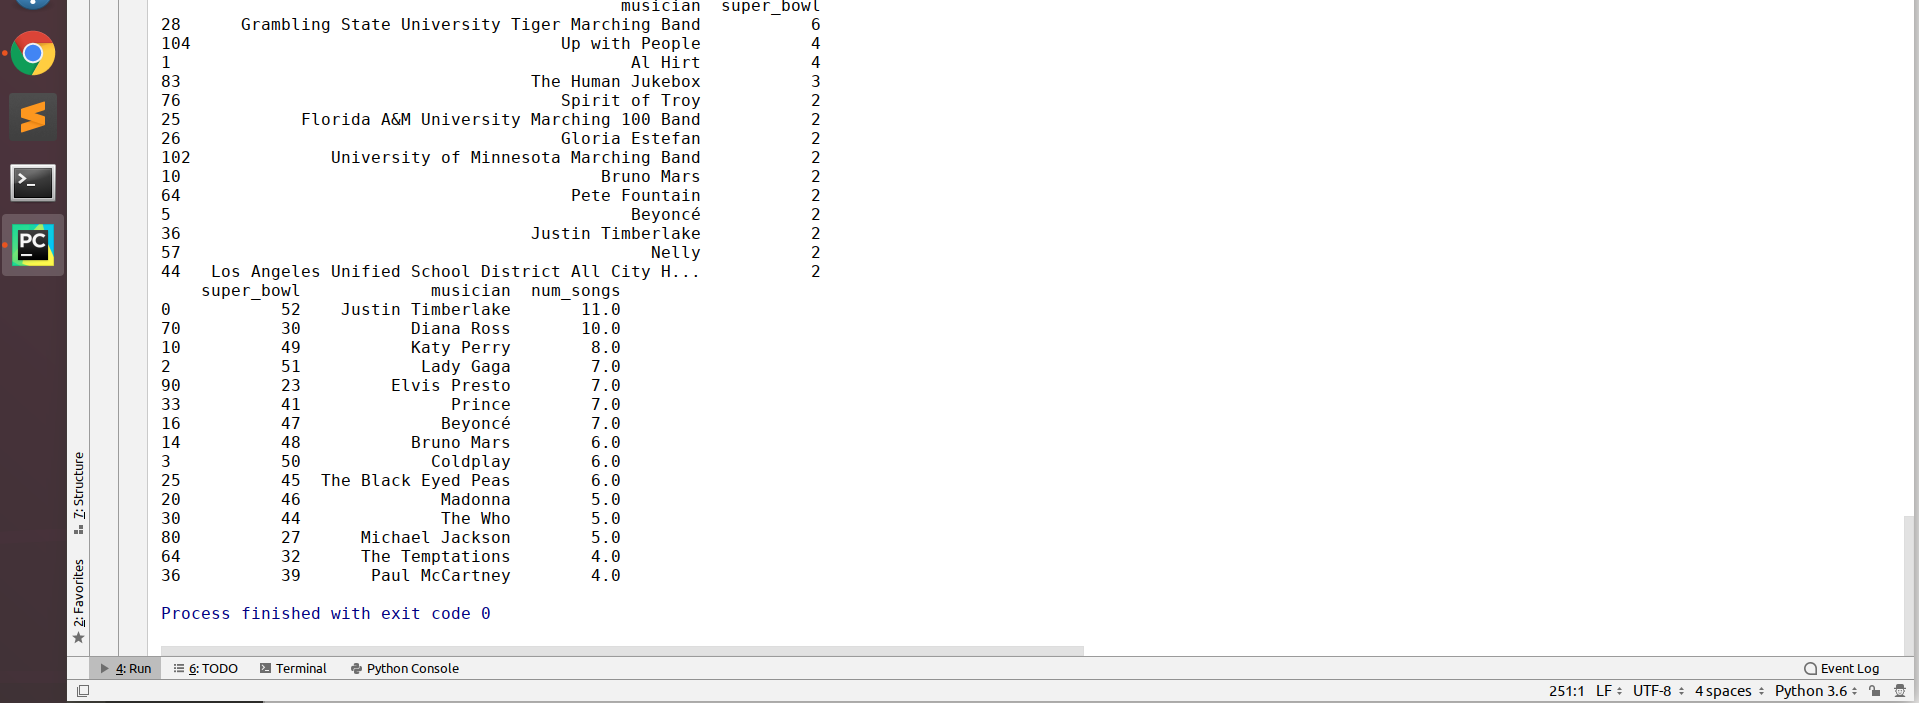 musician super_bowl
28 Grambling State University Tiger Marching Band 6
104 Up with People 4
1 Al Hirt 4
83 The Human Jukebox 3
76 Spirit of Troy 2
25 Florida A&M University Marching 100 Band 2
26 Gloria Estefan 2
102 University of Minnesota Marching Band 2
10 Bruno Mars 2
64 Pete Fountain 2
5 Beyoncé 2
36 Justin Timberlake 2
57 Nelly 2
44 Los Angeles Unified School District All City H... 2
super_bowl musician num_songs
0 52 Justin Timberlake 11.0
70 30 Diana Ross 10.0
10 49 Katy Perry 8.0
2 51 Lady Gaga 7.0
90 23 Elvis Presto 7.0
33 41 Prince 7.0
16 47 Beyoncé 7.0
14 48 Bruno Mars 6.0
3 50 Coldplay 6.0
25 45 The Black Eyed Peas 6.0
20 46 Madonna 5.0
30 44 The Who 5.0
80 27 Michael Jackson 5.0
64 32 The Temptations 4.0
36 39 Paul McCartney 4.0
Process finished with exit code 0
PC
7: Structure
2: Favorites
4: Run 6: TODO Terminal Python Console Event Log
251:1 LF UTF-8 4 spaces Python 3.6